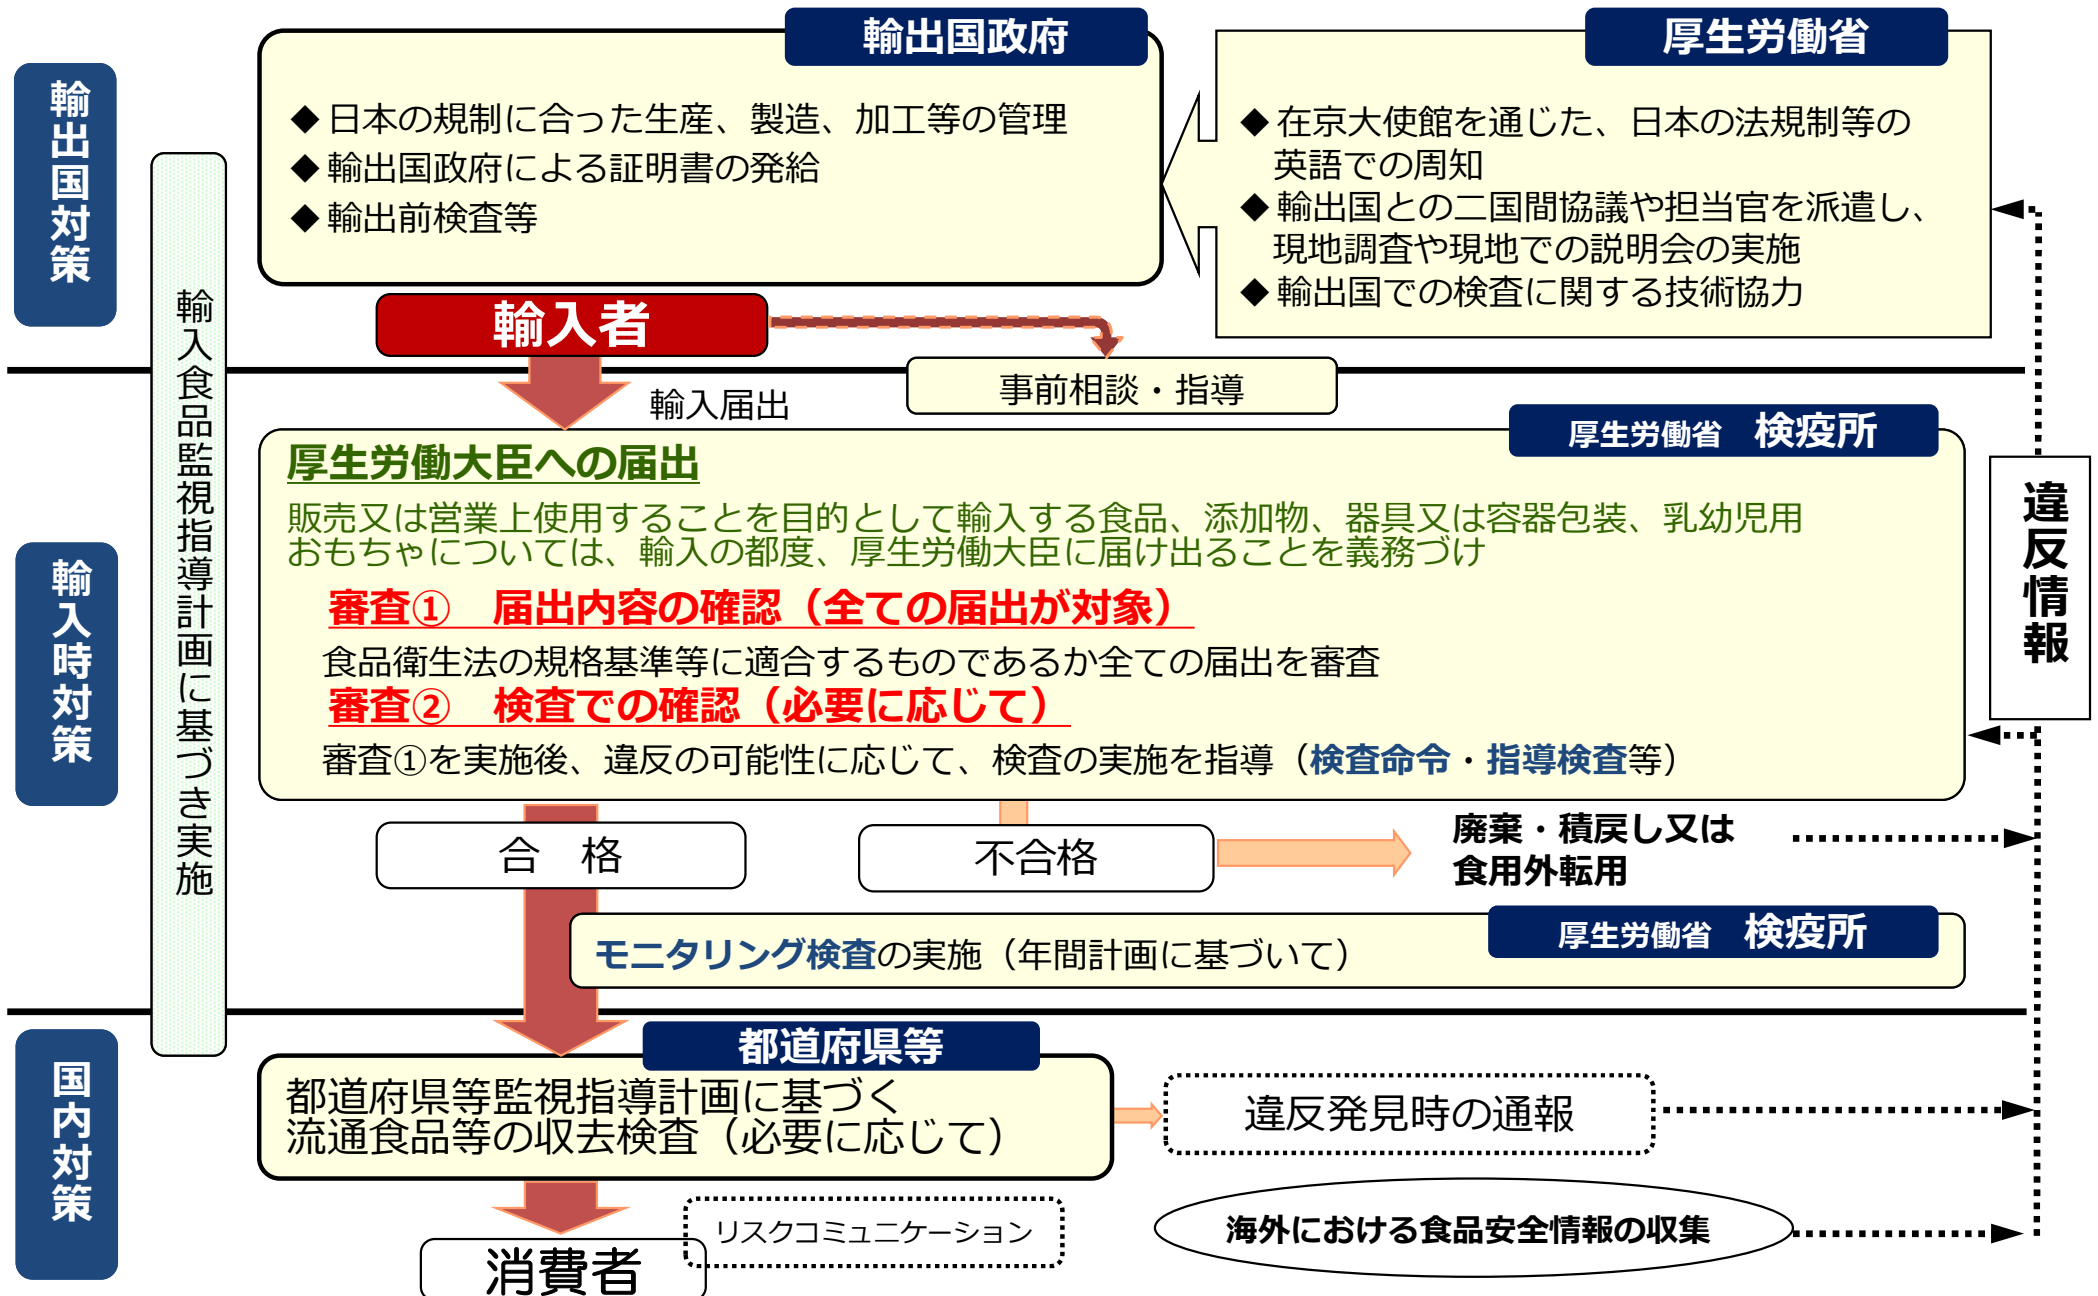 輸出国対策
輸入食品監視指導計画に基づき実施
輸出国政府
◆ 日本の規制に合った生産、製造、加工等の管理
◆ 輸出国政府による証明書の発給
◆ 輸出前検査等
厚生労働省
◆ 在京大使館を通じた、日本の法規制等の
英語での周知
◆ 輸出国との二国間協議や担当官を派遣し、
現地調査や現地での説明会の実施
◆ 輸出国での検査に関する技術協力
輸入者
事前相談・指導
輸入届出
輸入時対策
厚生労働省 検疫所
厚生労働大臣への届出
販売又は営業上使用することを目的として輸入する食品、添加物、器具又は容器包装、乳幼児用
おもちゃについては、輸入の都度、厚生労働大臣に届け出ることを義務づけ
審査① 届出内容の確認（全ての届出が対象）
食品衛生法の規格基準等に適合するものであるか全ての届出を審査
審査② 検査での確認（必要に応じて）
審査①を実施後、違反の可能性に応じて、検査の実施を指導（検査命令・指導検査等）
違反情報
合 格
不合格
廃棄・積戻し又は
食用外転用
厚生労働省 検疫所
モニタリング検査の実施（年間計画に基づいて）
国内対策
都道府県等
都道府県等監視指導計画に基づく
流通食品等の収去検査（必要に応じて）
違反発見時の通報
リスクコミュニケーション
海外における食品安全情報の収集
消費者